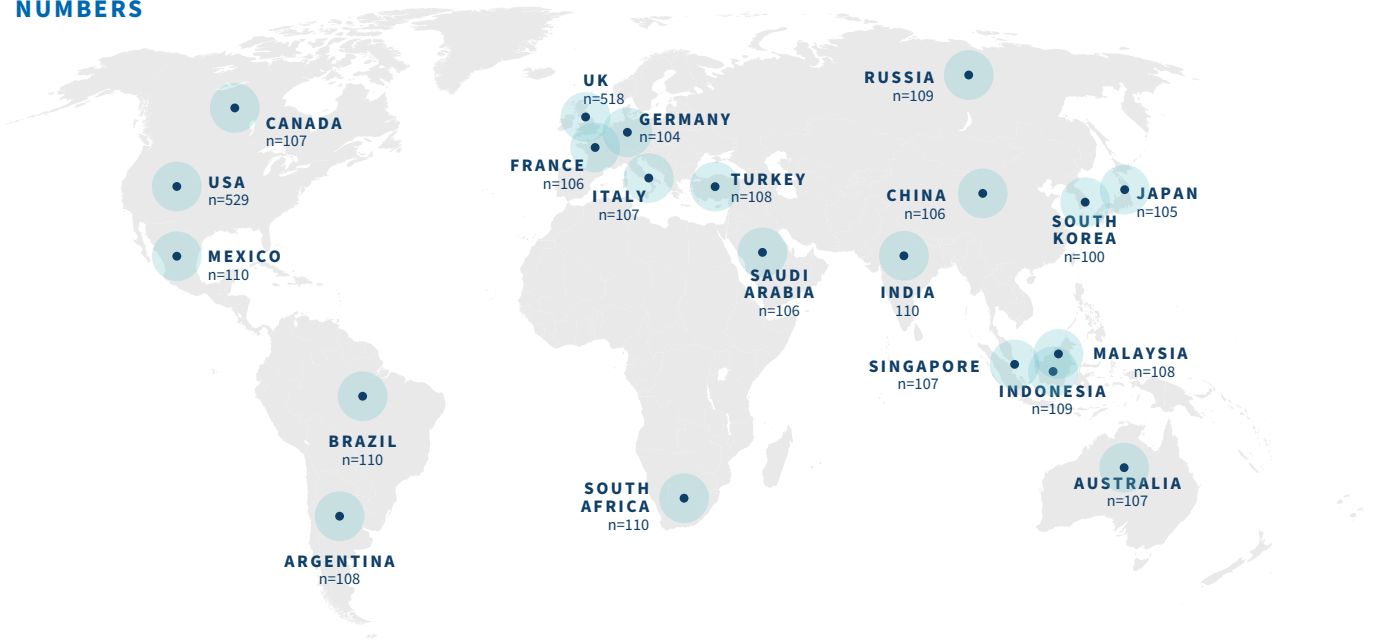 NUMBERS
CANADA
n=107
USA
n=529
MEXICO
n=110
BRAZIL
n=110
ARGENTINA
n=108
UK
n=518
GERMANY
n=104
FRANCE
n=106
ITALY
n=107
TURKEY
n=108
SAUDI
ARABIA
n=106
SOUTH
AFRICA
n=110
RUSSIA
n=109
CHINA
n=106
JAPAN
n=105
SOUTH
KOREA
n=100
INDIA
110
SINGAPORE
n=107
MALAYSIA
n=108
INDONESIA
n=109
AUSTRALIA
n=107